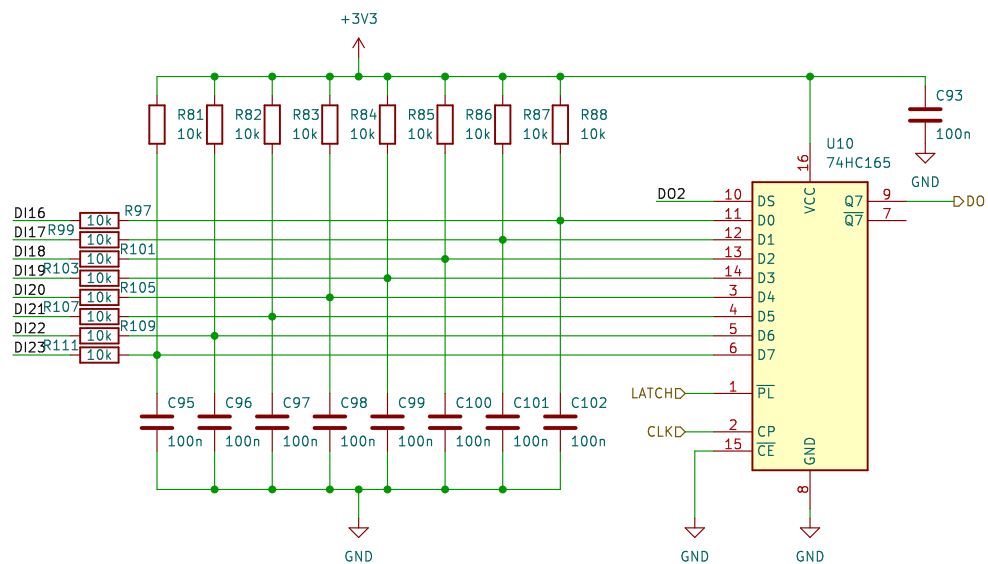 +3V3
R81 R82 R83 R84 R85 R86 R87 R88
10k 10k 10k 10k 10k 10k 10k 10k
C93
100n
GND
U10
74HC165
16
VCC
DO2 10 DS Q7 9 DO
DI16 10k R97 11 D0 Q7 7
DI17 R99 10k 12 D1
DI18 10k R101 13 D2
DI19 R103 10k 14 D3
DI20 10k R105 3 D4
DI21 R107 10k 4 D5
DI22 10k R109 5 D6
DI23 R111 10k 6 D7
LATCH 1 PL
C95 C96 C97 C98 C99 C100 C101 C102
100n 100n 100n 100n 100n 100n 100n 100n
CLK 2 CP
15 CE
GND
8
GND GND GND